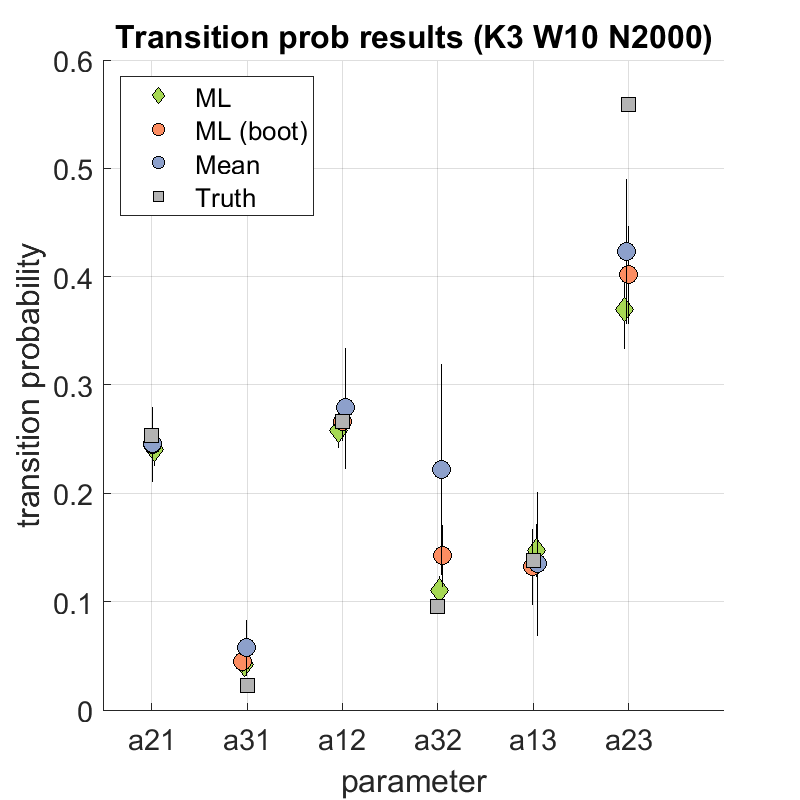 Transition prob results (K3 W10 N2000)
0.6
0.5
0.4
0.3
0.2
0.1
0
transition probability
ML
ML (boot)
Mean
Truth
a21 a31 a12 a32 a13 a23
parameter